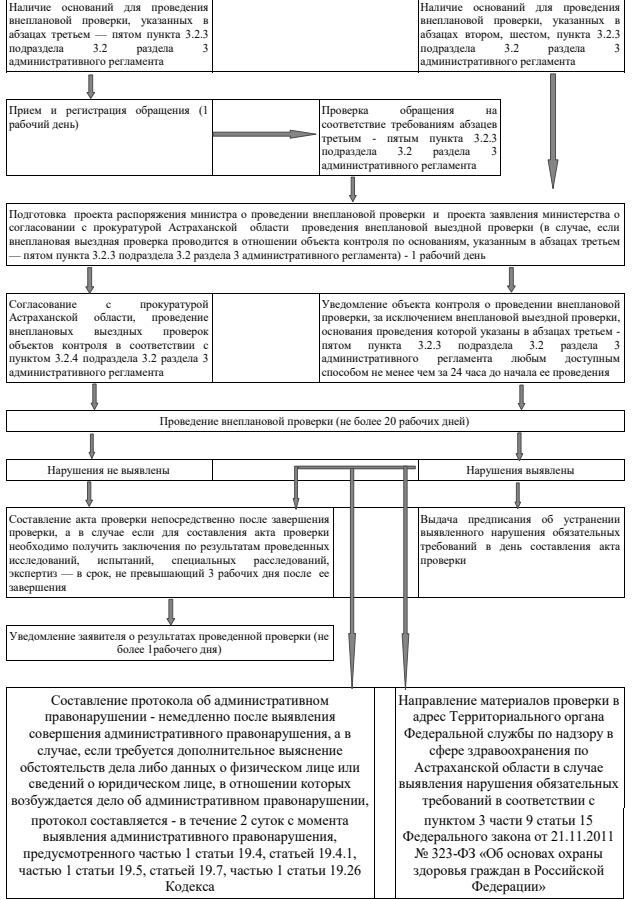 Наличие оснований для проведения
внеплановой проверки, указанных в
абзацах третьем — пятом пункта 3.2.3
подраздела 3.2 раздела 3
административного регламента
Наличие оснований для проведения
внеплановой проверки, указанных в
абзацах втором, шестом, пункта 3.2.3
подраздела 3.2 раздела 3
административного регламента
Прием и регистрация обращения (1
рабочий день)
Проверка обращения на
соответствие требованиям абзацев
третьим - пятым пункта 3.2.3
подраздела 3.2 раздела 3
административного регламента
Подготовка проекта распоряжения министра о проведении внеплановой проверки и проекта заявления министерства о
согласовании с прокуратурой Астраханской области проведения внеплановой выездной проверки (в случае, если
внеплановая выездная проверка проводится в отношении объекта контроля по основаниям, указанным в абзацах третьем
— пятом пункта 3.2.3 подраздела 3.2 раздела 3 административного регламента) - 1 рабочий день
Согласование с прокуратурой
Астраханской области, проведение
внеплановых выездных проверок
объектов контроля в соответствии с
пунктом 3.2.4 подраздела 3.2 раздела 3
административного регламента
Уведомление объекта контроля о проведении внеплановой
проверки, за исключением внеплановой выездной проверки,
основания проведения которой указаны в абзацах третьем -
пятом пункта 3.2.3 подраздела 3.2 раздела 3
административного регламента любым доступным
способом не менее чем за 24 часа до начала ее проведения
Проведение внеплановой проверки (не более 20 рабочих дней)
Нарушения не выявлены
Нарушения выявлены
Составление акта проверки непосредственно после завершения
проверки, а в случае если для составления акта проверки
необходимо получить заключения по результатам проведенных
исследований, испытаний, специальных расследований,
экспертиз — в срок, не превышающий 3 рабочих дня после ее
завершения
Выдача предписания об устранении
выявленного нарушения обязательных
требований в день составления акта
проверки
Уведомление заявителя о результатах проведенной проверки (не
более 1рабочего дня)
Составление протокола об административном
правонарушении - немедленно после выявления
совершения административного правонарушения, а в
случае, если требуется дополнительное выяснение
обстоятельств дела либо данных о физическом лице или
сведений о юридическом лице, в отношении которых
возбуждается дело об административном правонарушении,
протокол составляется - в течение 2 суток с момента
выявления административного правонарушения,
предусмотренного частью 1 статьи 19.4, статьей 19.4.1,
частью 1 статьи 19.5, статьей 19.7, частью 1 статьи 19.26
Кодекса
Направление материалов проверки в
адрес Территориального органа
Федеральной службы по надзору в
сфере здравоохранения по
Астраханской области в случае
выявления нарушения обязательных
требований в соответствии с
пунктом 3 части 9 статьи 15
Федерального закона от 21.11.2011
№ 323-ФЗ «Об основах охраны
здоровья граждан в Российской
Федерации»